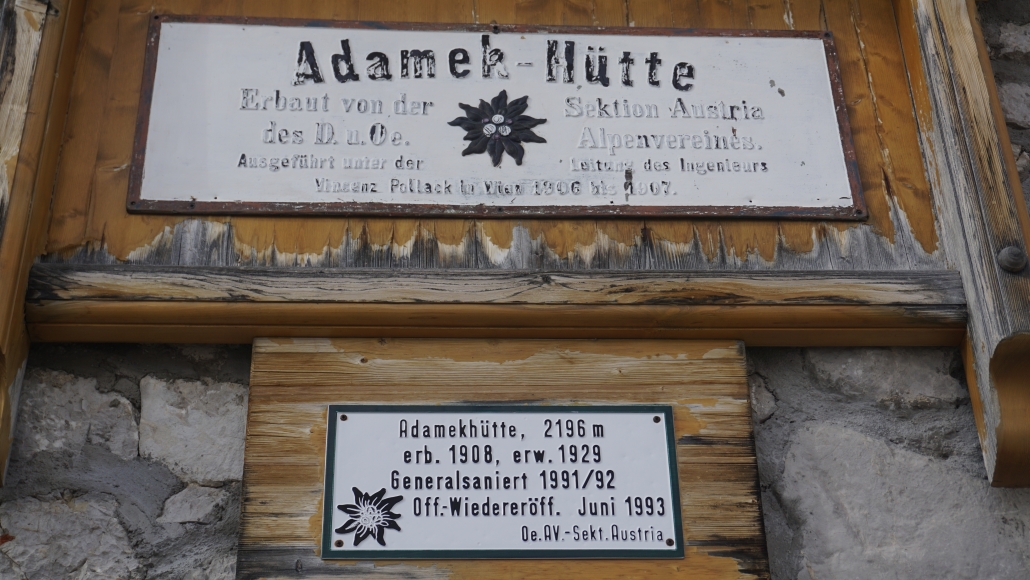 Adamek-Hütte
Erbaut von der Sektion Austria
des D. u. Oe. Alpenvereines.
Ausgeführt unter der Leitung des Ingenieurs
Vinzenz Pollack in Wien 1906 bis 1907.
Adamekhütte, 2196 m
erb. 1908, erw. 1929
Generalsaniert 1991/92
Off.-Wiedereröff. Juni 1993
Oe.AV.-Sekt.Austria